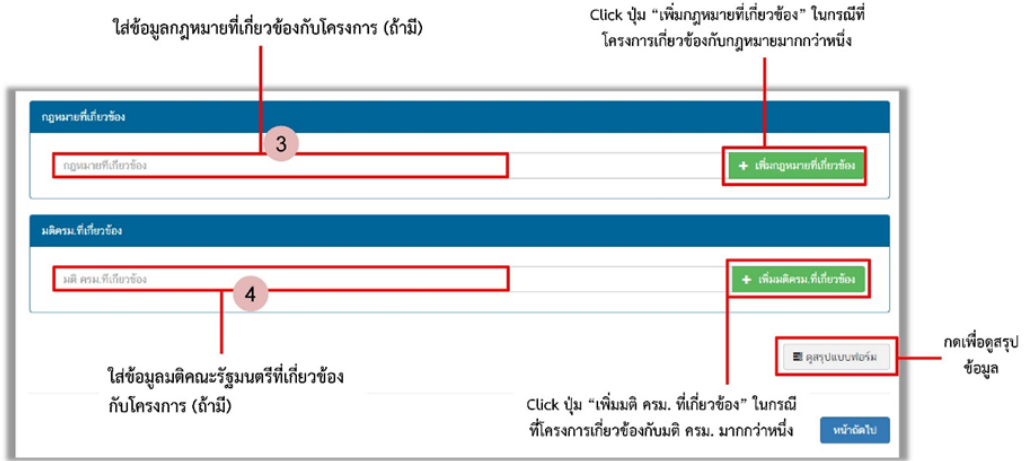 ใส่ข้อมูลกฎหมายที่เกี่ยวข้องกับโครงการ (ถ้ามี)
Click ปุ่ม “เพิ่มกฎหมายที่เกี่ยวข้อง” ในกรณีที่
โครงการเกี่ยวข้องกับกฎหมายมากกว่าหนึ่ง
กฎหมายที่เกี่ยวข้อง
3
กฎหมายที่เกี่ยวข้อง
+ เพิ่มกฎหมายที่เกี่ยวข้อง
มติครม.ที่เกี่ยวข้อง
มติ ครม.ที่เกี่ยวข้อง
+ เพิ่มมติครม.ที่เกี่ยวข้อง
4
ดูสรุปแบบฟอร์ม
กดเพื่อดูสรุป
ข้อมูล
ใส่ข้อมูลมติคณะรัฐมนตรีที่เกี่ยวข้อง
กับโครงการ (ถ้ามี)
Click ปุ่ม “เพิ่มมติ ครม. ที่เกี่ยวข้อง” ในกรณี
ที่โครงการเกี่ยวข้องกับมติ ครม. มากกว่าหนึ่ง
หน้าถัดไป